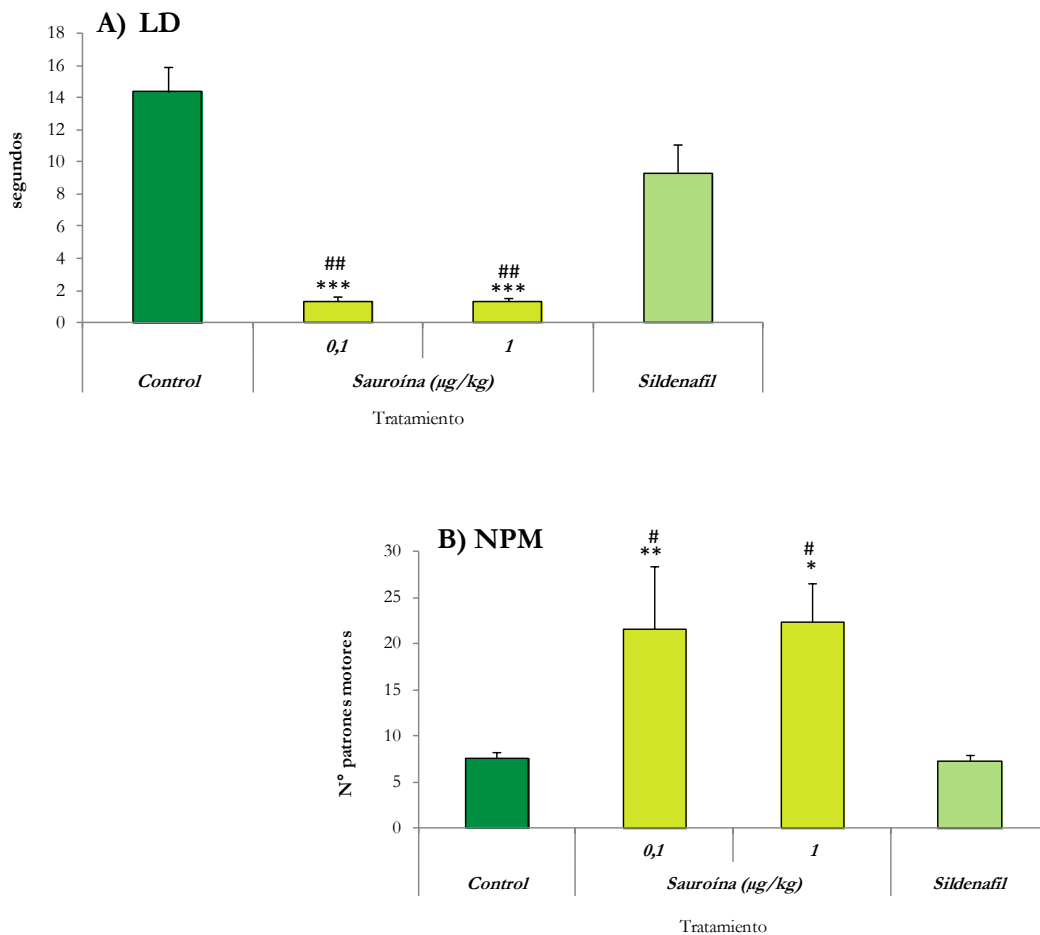 A) LD
18
16
14
12
10
8
6
4
2
0
segundos
##
***
##
***
0,1
1
Control
Sauroína (µg/kg)
Sildenafil
Tratamiento
B) NPM
30
25
20
15
10
5
0
N° patrones motores
#
**
#
*
0,1
1
Control
Sauroína (µg/kg)
Sildenafil
Tratamiento